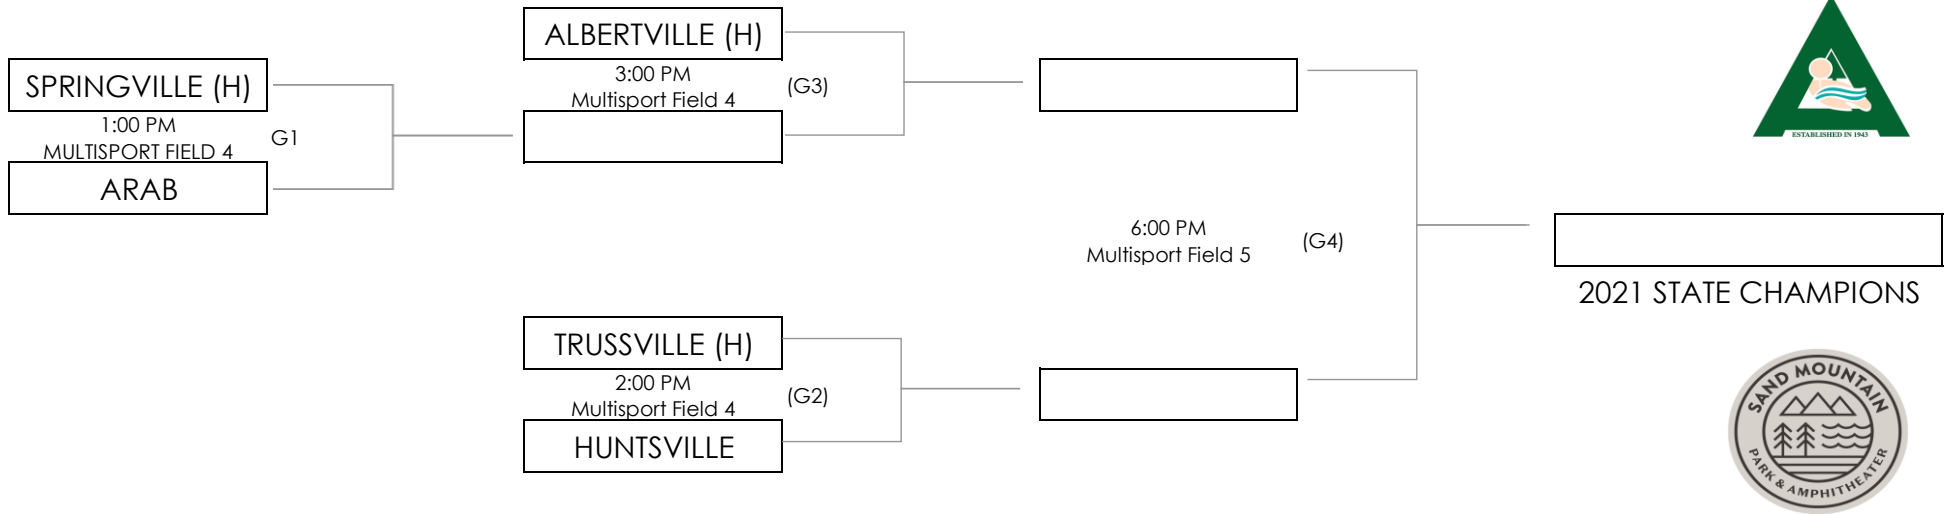 SPRINGVILLE (H)
1:00 PM
MULTISPORT FIELD 4
G1
ARAB
ALBERTVILLE (H)
3:00 PM
Multisport Field 4
(G3)
TRUSSVILLE (H)
2:00 PM
Multisport Field 4
(G2)
HUNTSVILLE
6:00 PM
Multisport Field 5
(G4)
ESTABLISHED IN 1943
2021 STATE CHAMPIONS
SAND MOUNTAIN
PARK & AMPHITHEATER